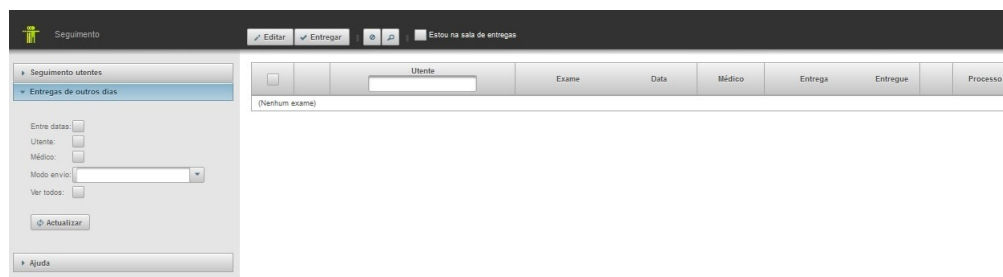 Seguimento
Editar Entregar Estou na sala de entregas
Seguimento utentes
Entregas de outros dias
Entre datas:
Utente:
Médico:
Modo envio:
Ver todos:
Actualizar
Ajuda
Utente Exame Data Médico Entrega Entregue Processo
(Nenhum exame)